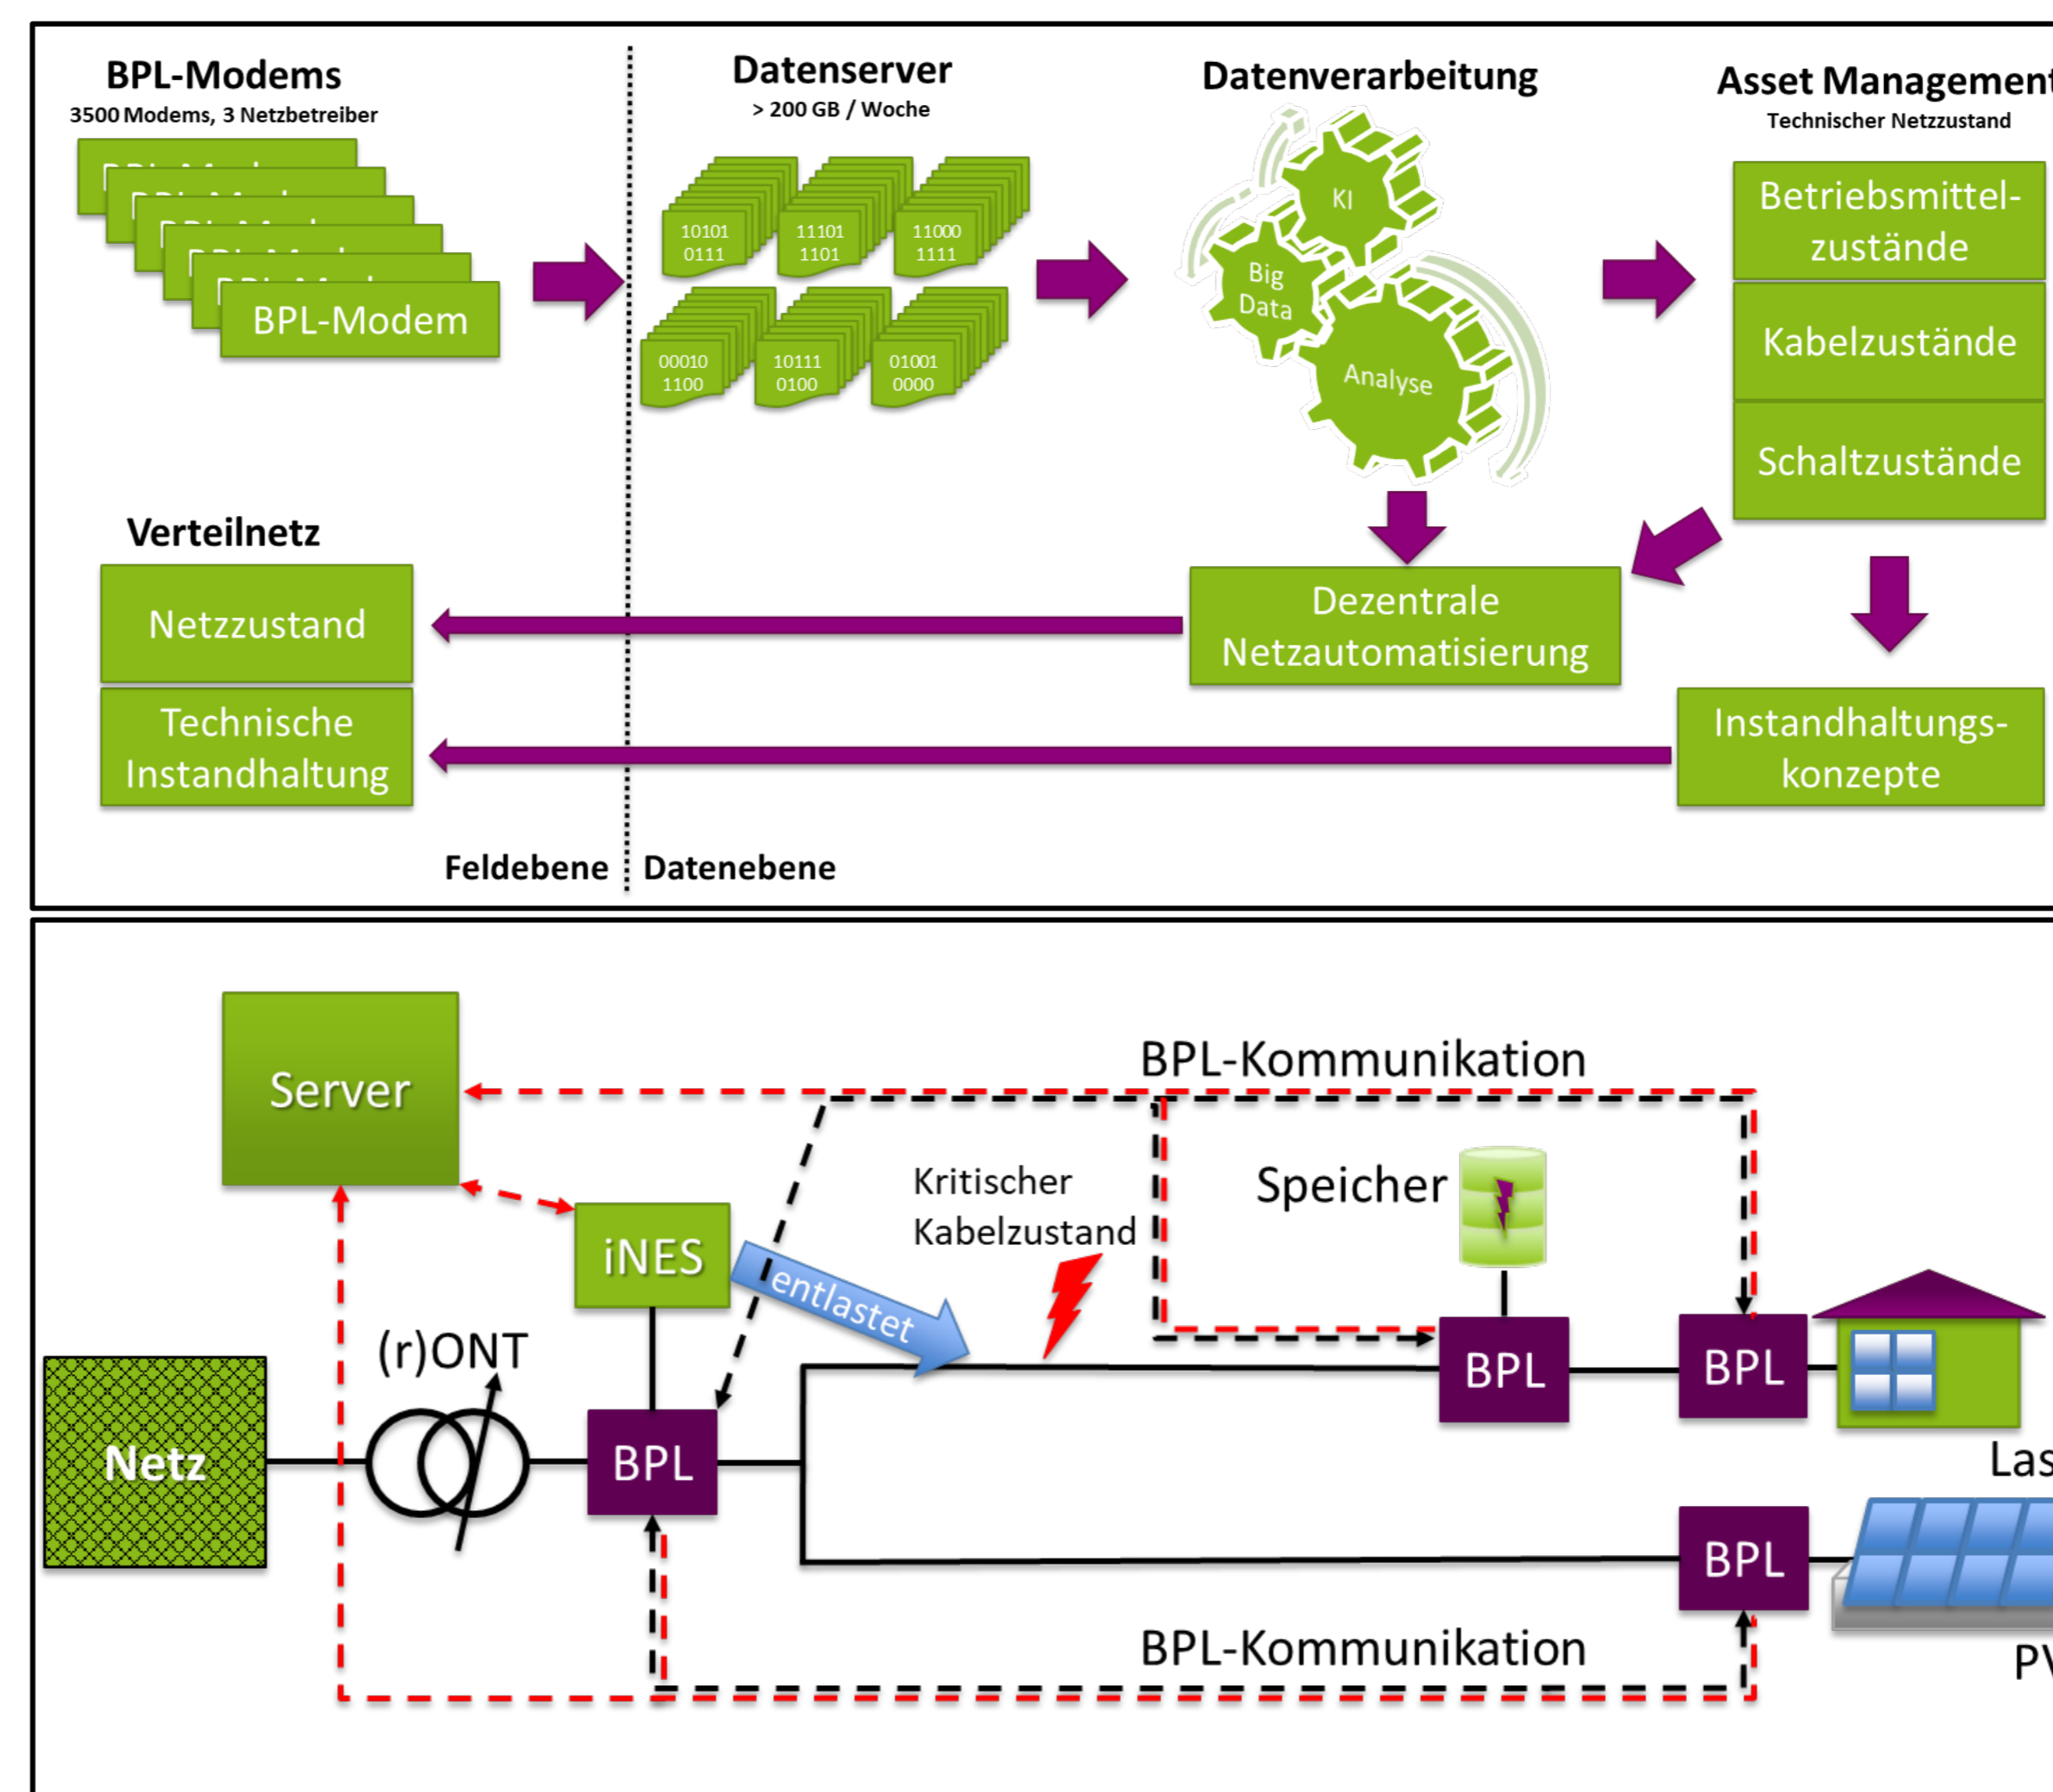 BPL-Modems
3500 Modems, 3 Netzbetreiber
BPL-Modem
Datenserver
> 200 GB / Woche
10101
0111
11101
1101
11000
1111
00010
1100
10111
0100
01001
0000
Datenverarbeitung
KI
Big
Data
Analyse
Asset Management
Technischer Netzzustand
Betriebsmittel-
zustände
Kabelzustände
Schaltzustände
Verteilnetz
Netzzustand
Technische
Instandhaltung
Dezentrale
Netzautomatisierung
Instandhaltungs-
konzepte
Feldebene
Datenebene
Server
BPL-Kommunikation
Kritischer
Kabelzustand
Speicher
iNES
entlastet
(r)ONT
Netz
BPL
BPL
BPL
BPL
BPL-Kommunikation